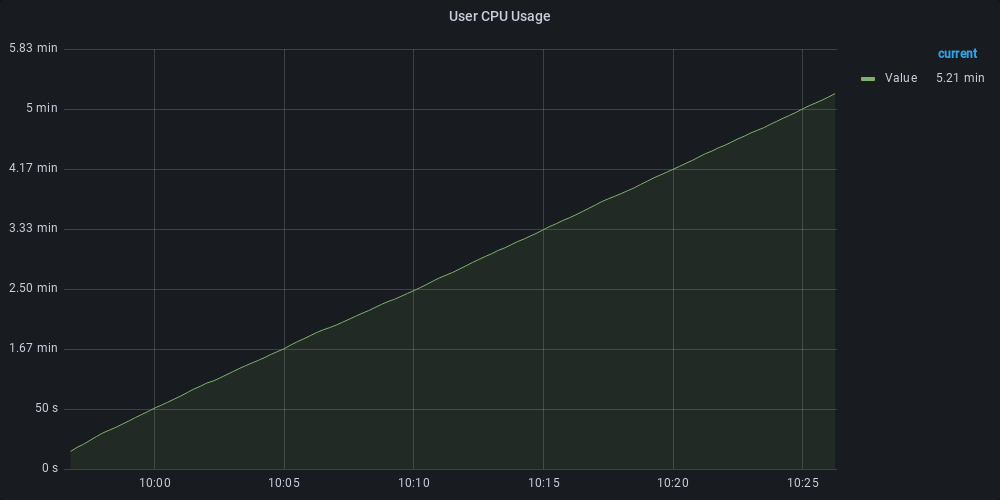 User CPU Usage
5.83 min
5 min
4.17 min
3.33 min
2.50 min
1.67 min
50 s
0 s
10:00 10:05 10:10 10:15 10:20 10:25
current
Value 5.21 min